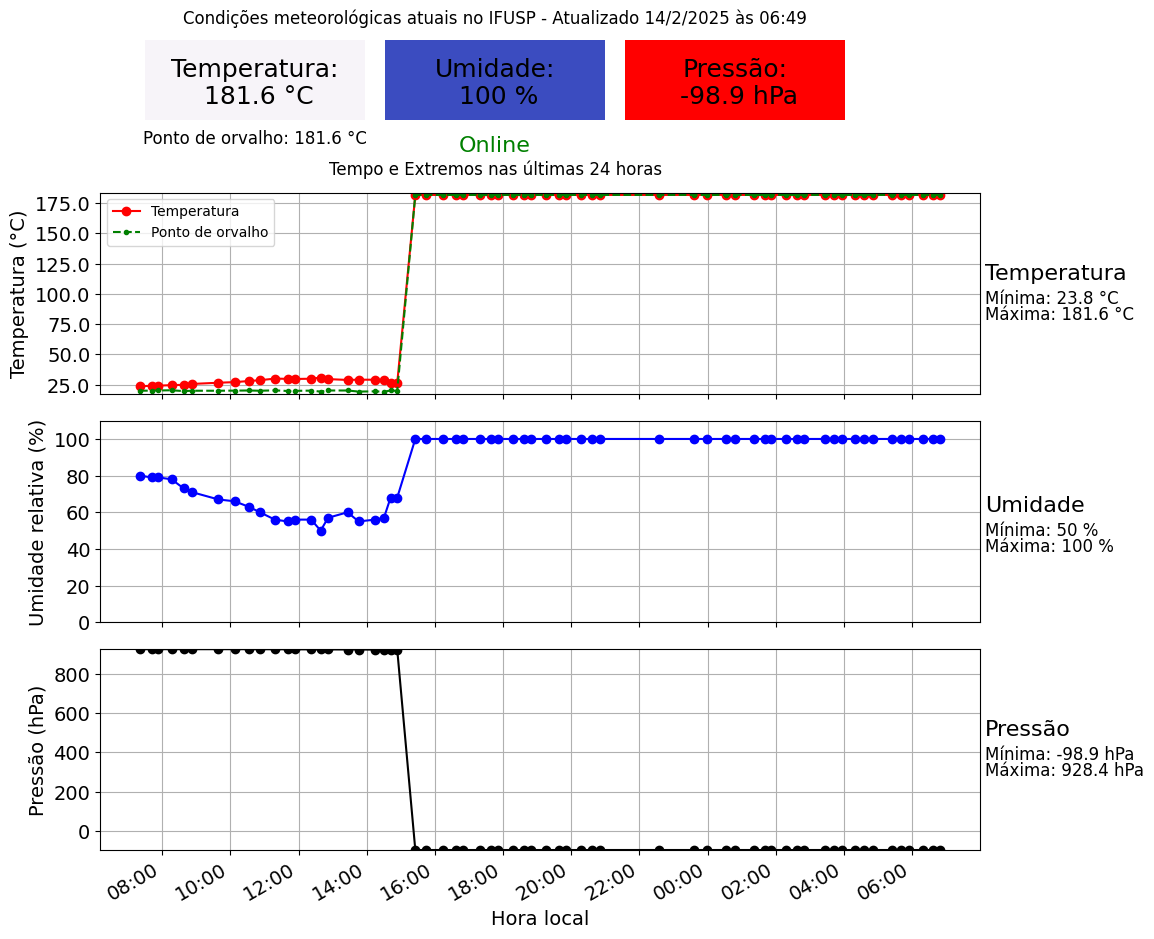 Condições meteorológicas atuais no IFUSP - Atualizado 14/2/2025 às 06:49
Temperatura:
181.6 °C
Umidade:
100 %
Pressão:
-98.9 hPa
Ponto de orvalho: 181.6 °C
Online
Tempo e Extremos nas últimas 24 horas
Temperatura (°C)
175.0
150.0
125.0
100.0
75.0
50.0
25.0
Temperatura
Ponto de orvalho
Temperatura
Mínima: 23.8 °C
Máxima: 181.6 °C
Umidade relativa (%)
100
80
60
40
20
0
Umidade
Mínima: 50 %
Máxima: 100 %
Pressão (hPa)
800
600
400
200
0
Pressão
Mínima: -98.9 hPa
Máxima: 928.4 hPa
08:00 10:00 12:00 14:00 16:00 18:00 20:00 22:00 00:00 02:00 04:00 06:00
Hora local